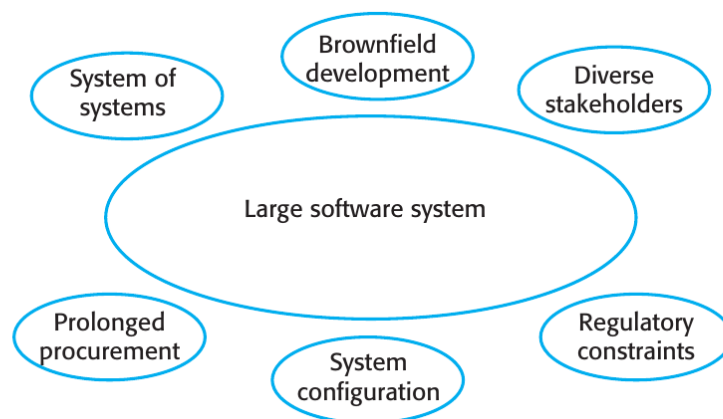 Brownfield
development
System of
systems
Diverse
stakeholders
Large software system
Prolonged
procurement
System
configuration
Regulatory
constraints